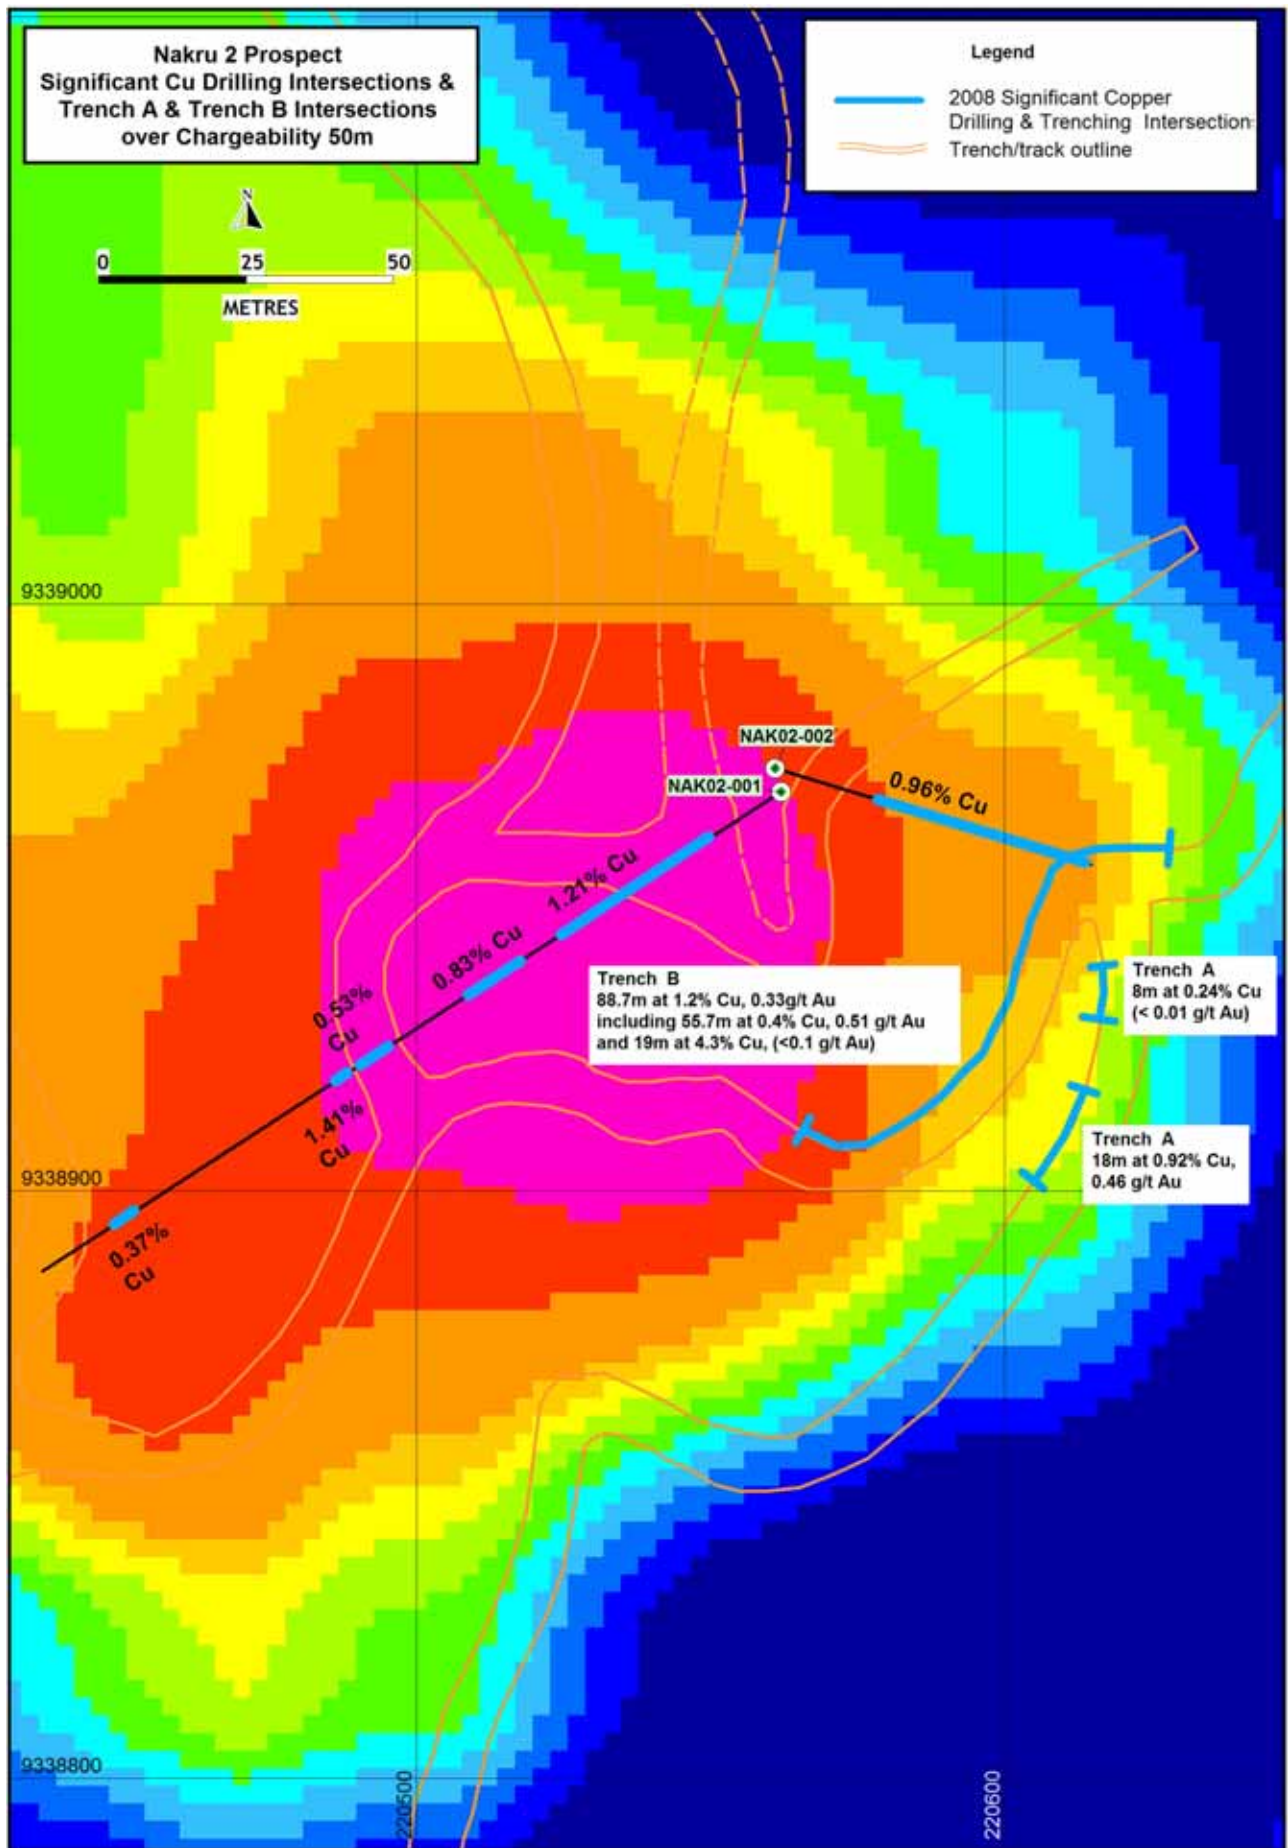 Nakru 2 Prospect
Significant Cu Drilling Intersections &
Trench A & Trench B Intersections
over Chargeability 50m
Legend
2008 Significant Copper
Drilling & Trenching Intersection
Trench/track outline
N
0 25 50
METRES
9339000
NAK02-002
NAK02-001
0.96% Cu
1.21% Cu
0.83% Cu
0.53%
Cu
1.41%
Cu
0.37%
Cu
Trench B
88.7m at 1.2% Cu, 0.33g/t Au
including 55.7m at 0.4% Cu, 0.51 g/t Au
and 19m at 4.3% Cu, (<0.1 g/t Au)
Trench A
8m at 0.24% Cu
(< 0.01 g/t Au)
Trench A
18m at 0.92% Cu,
0.46 g/t Au
9338900
9338800
220500
220600